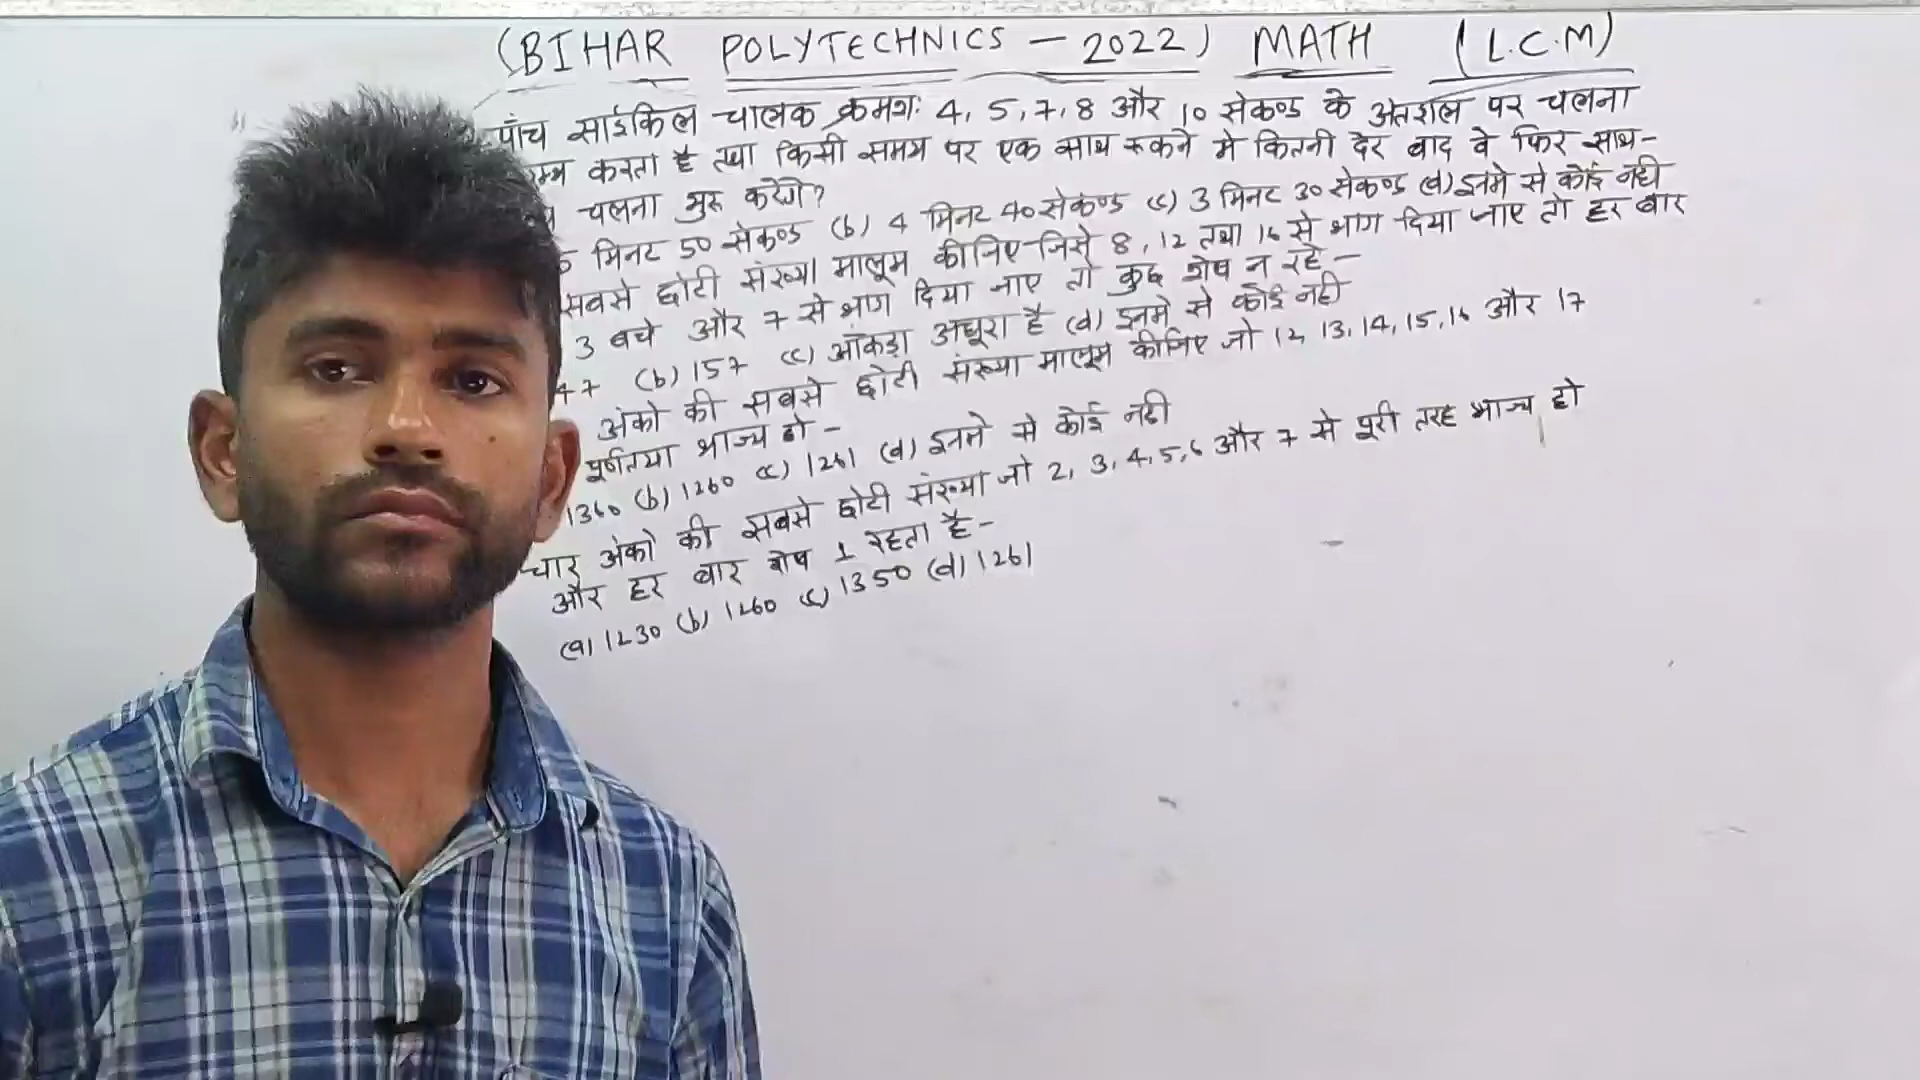 (BIHAR POLYTECHNICS - 2022) MATH (L.C.M)
पाँच साईकिल चालक क्रमशः 4, 5, 7, 8 और 10 सेकण्ड के अंतराल पर चलना
करता है तथा किसी समय पर एक साथ रुकने मे कितनी देर बाद वे फिर साथ-
चलना शुरू करेंगे?
मिनट 50 सेकण्ड (b) 4 मिनट 40 सेकण्ड (c) 3 मिनट 30 सेकण्ड (d) इनमे से कोई नही
सबसे छोटी संख्या मालूम कीजिए जिसे 8, 12 तथा 16 से भाग दिया जाए तो हर बार
3 बचे और 7 से भाग दिया जाए तो कुछ शेष न रहे -
47 (b) 157 (c) आंकड़ा अधूरा है (d) इनमे से कोई नही
अंको की सबसे छोटी संख्या मालूम कीजिए जो 12, 13, 14, 15, 16 और 17
पूर्णतया भाज्य हो -
1360 (b) 1260 (c) 1261 (d) इनमे से कोई नही
चार अंको की सबसे छोटी संख्या जो 2, 3, 4, 5, 6 और 7 से पूरी तरह भाज्य हो
और हर बार शेष 1 रहता है -
(a) 1230 (b) 1260 (c) 1350 (d) 1261